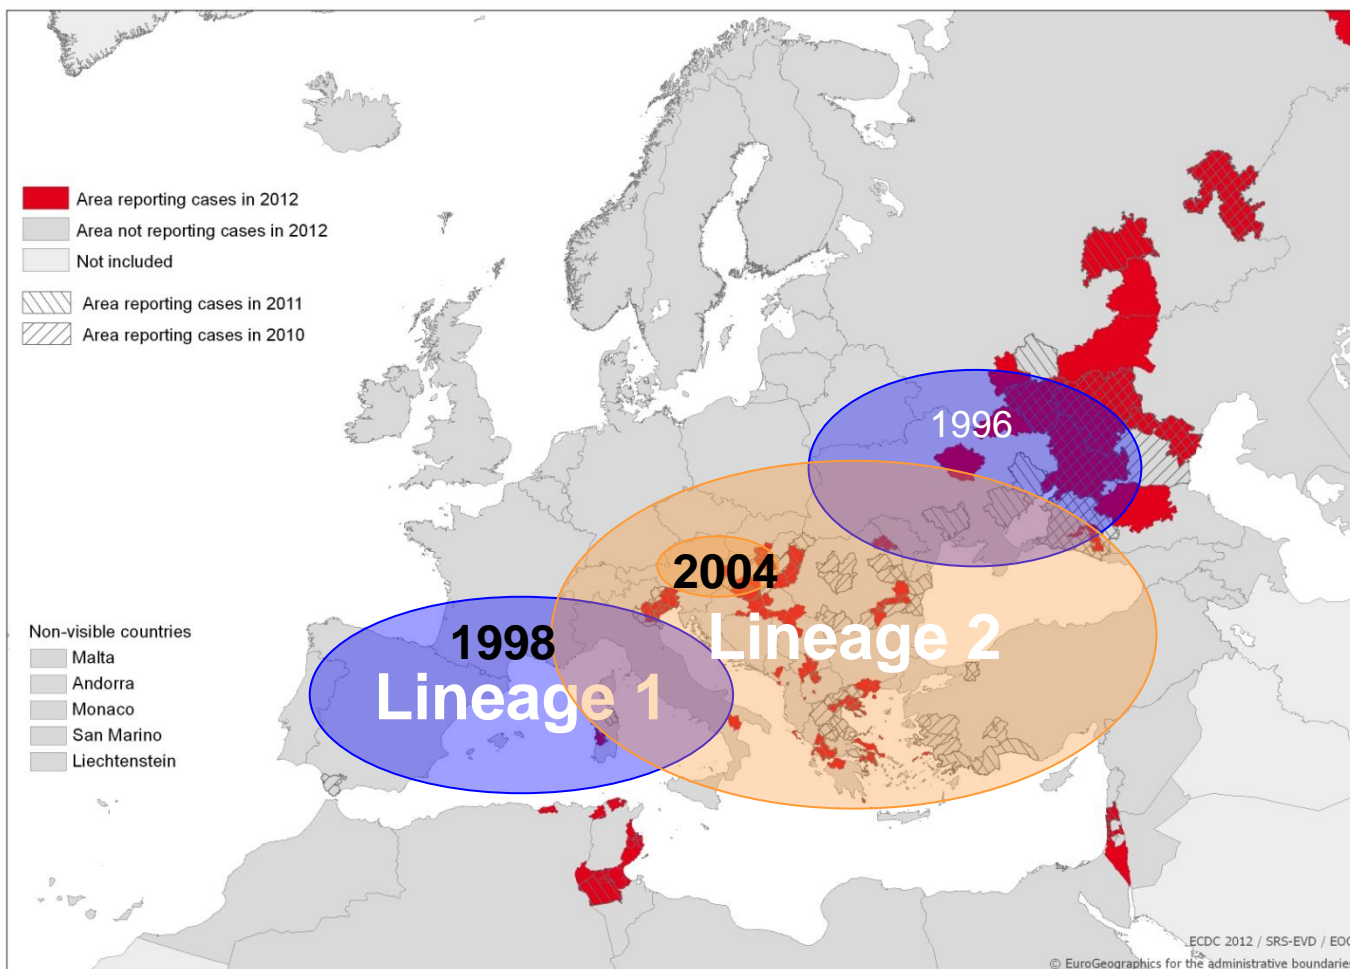 Area reporting cases in 2012
Area not reporting cases in 2012
Not included
Area reporting cases in 2011
Area reporting cases in 2010
1996
2004
Lineage 2
1998
Lineage 1
Non-visible countries
Malta
Andorra
Monaco
San Marino
Liechtenstein
ECDC 2012 / SRS-EVD / EOC
© EuroGeographics for the administrative boundaries